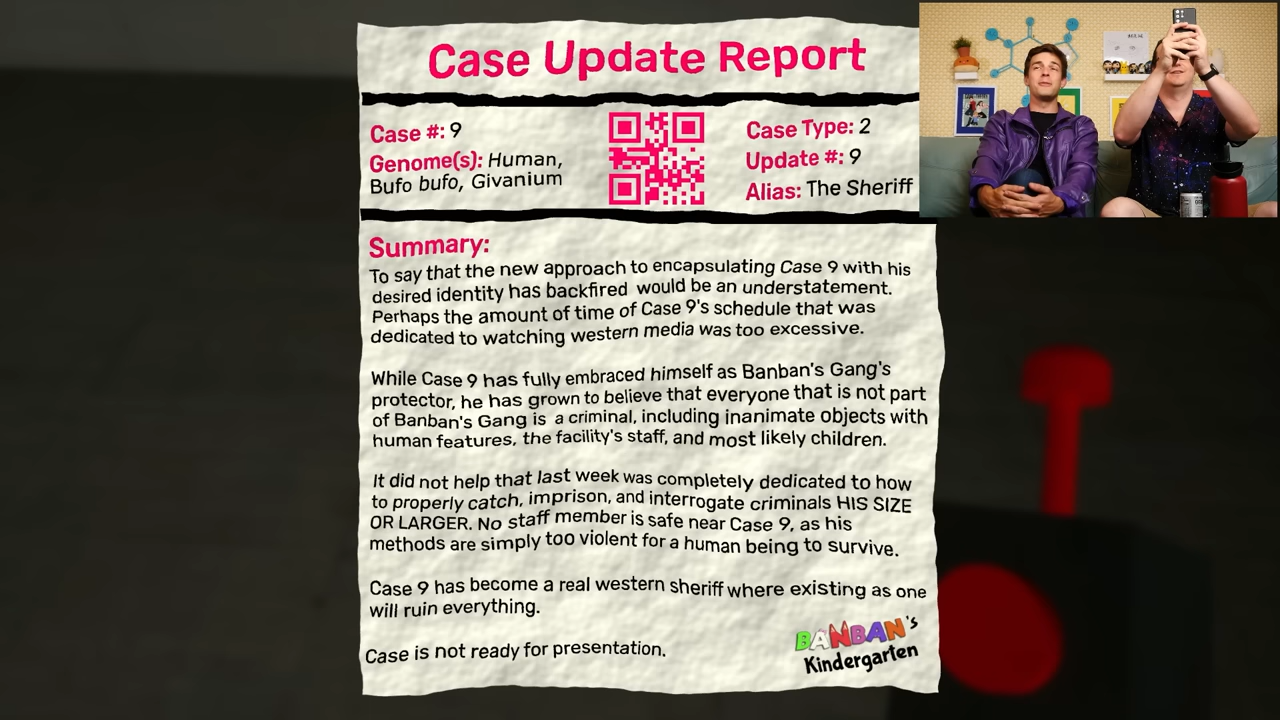 Case Update Report
Case #: 9
Genome(s): Human,
Bufo bufo, Givanium
Case Type: 2
Update #: 9
Alias: The Sheriff
Summary:
To say that the new approach to encapsulating Case 9 with his
desired identity has backfired would be an understatement.
Perhaps the amount of time of Case 9's schedule that was
dedicated to watching western media was too excessive.
While Case 9 has fully embraced himself as Banban's Gang's
protector, he has grown to believe that everyone that is not part
of Banban's Gang is a criminal, including inanimate objects with
human features, the facility's staff, and most likely children.
It did not help that last week was completely dedicated to how
to properly catch, imprison, and interrogate criminals HIS SIZE
OR LARGER. No staff member is safe near Case 9, as his
methods are simply too violent for a human being to survive.
Case 9 has become a real western sheriff where existing as one
will ruin everything.
Case is not ready for presentation.
BANBAN's
Kindergarten